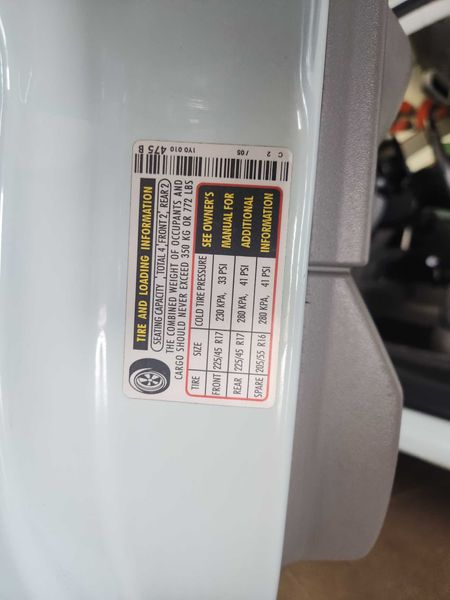 1Y0 010 475 B
/05
C 2
TIRE AND LOADING INFORMATION
SEATING CAPACITY TOTAL 4, FRONT 2, REAR 2
THE COMBINED WEIGHT OF OCCUPANTS AND
CARGO SHOULD NEVER EXCEED 350 KG OR 772 LBS
TIRE SIZE COLD TIRE PRESSURE
FRONT 225/45 R17 230 KPA, 33 PSI
REAR 225/45 R17 280 KPA, 41 PSI
SPARE 205/55 R16 280 KPA, 41 PSI
SEE OWNER'S
MANUAL FOR
ADDITIONAL
INFORMATION